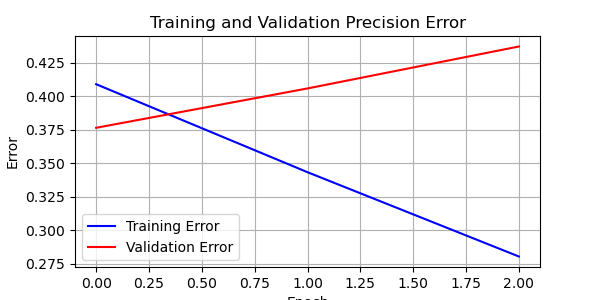 Training and Validation Precision Error
Error
0.425
0.400
0.375
0.350
0.325
0.300
0.275
Training Error
Validation Error
0.00 0.25 0.50 0.75 1.00 1.25 1.50 1.75 2.00
Epoch